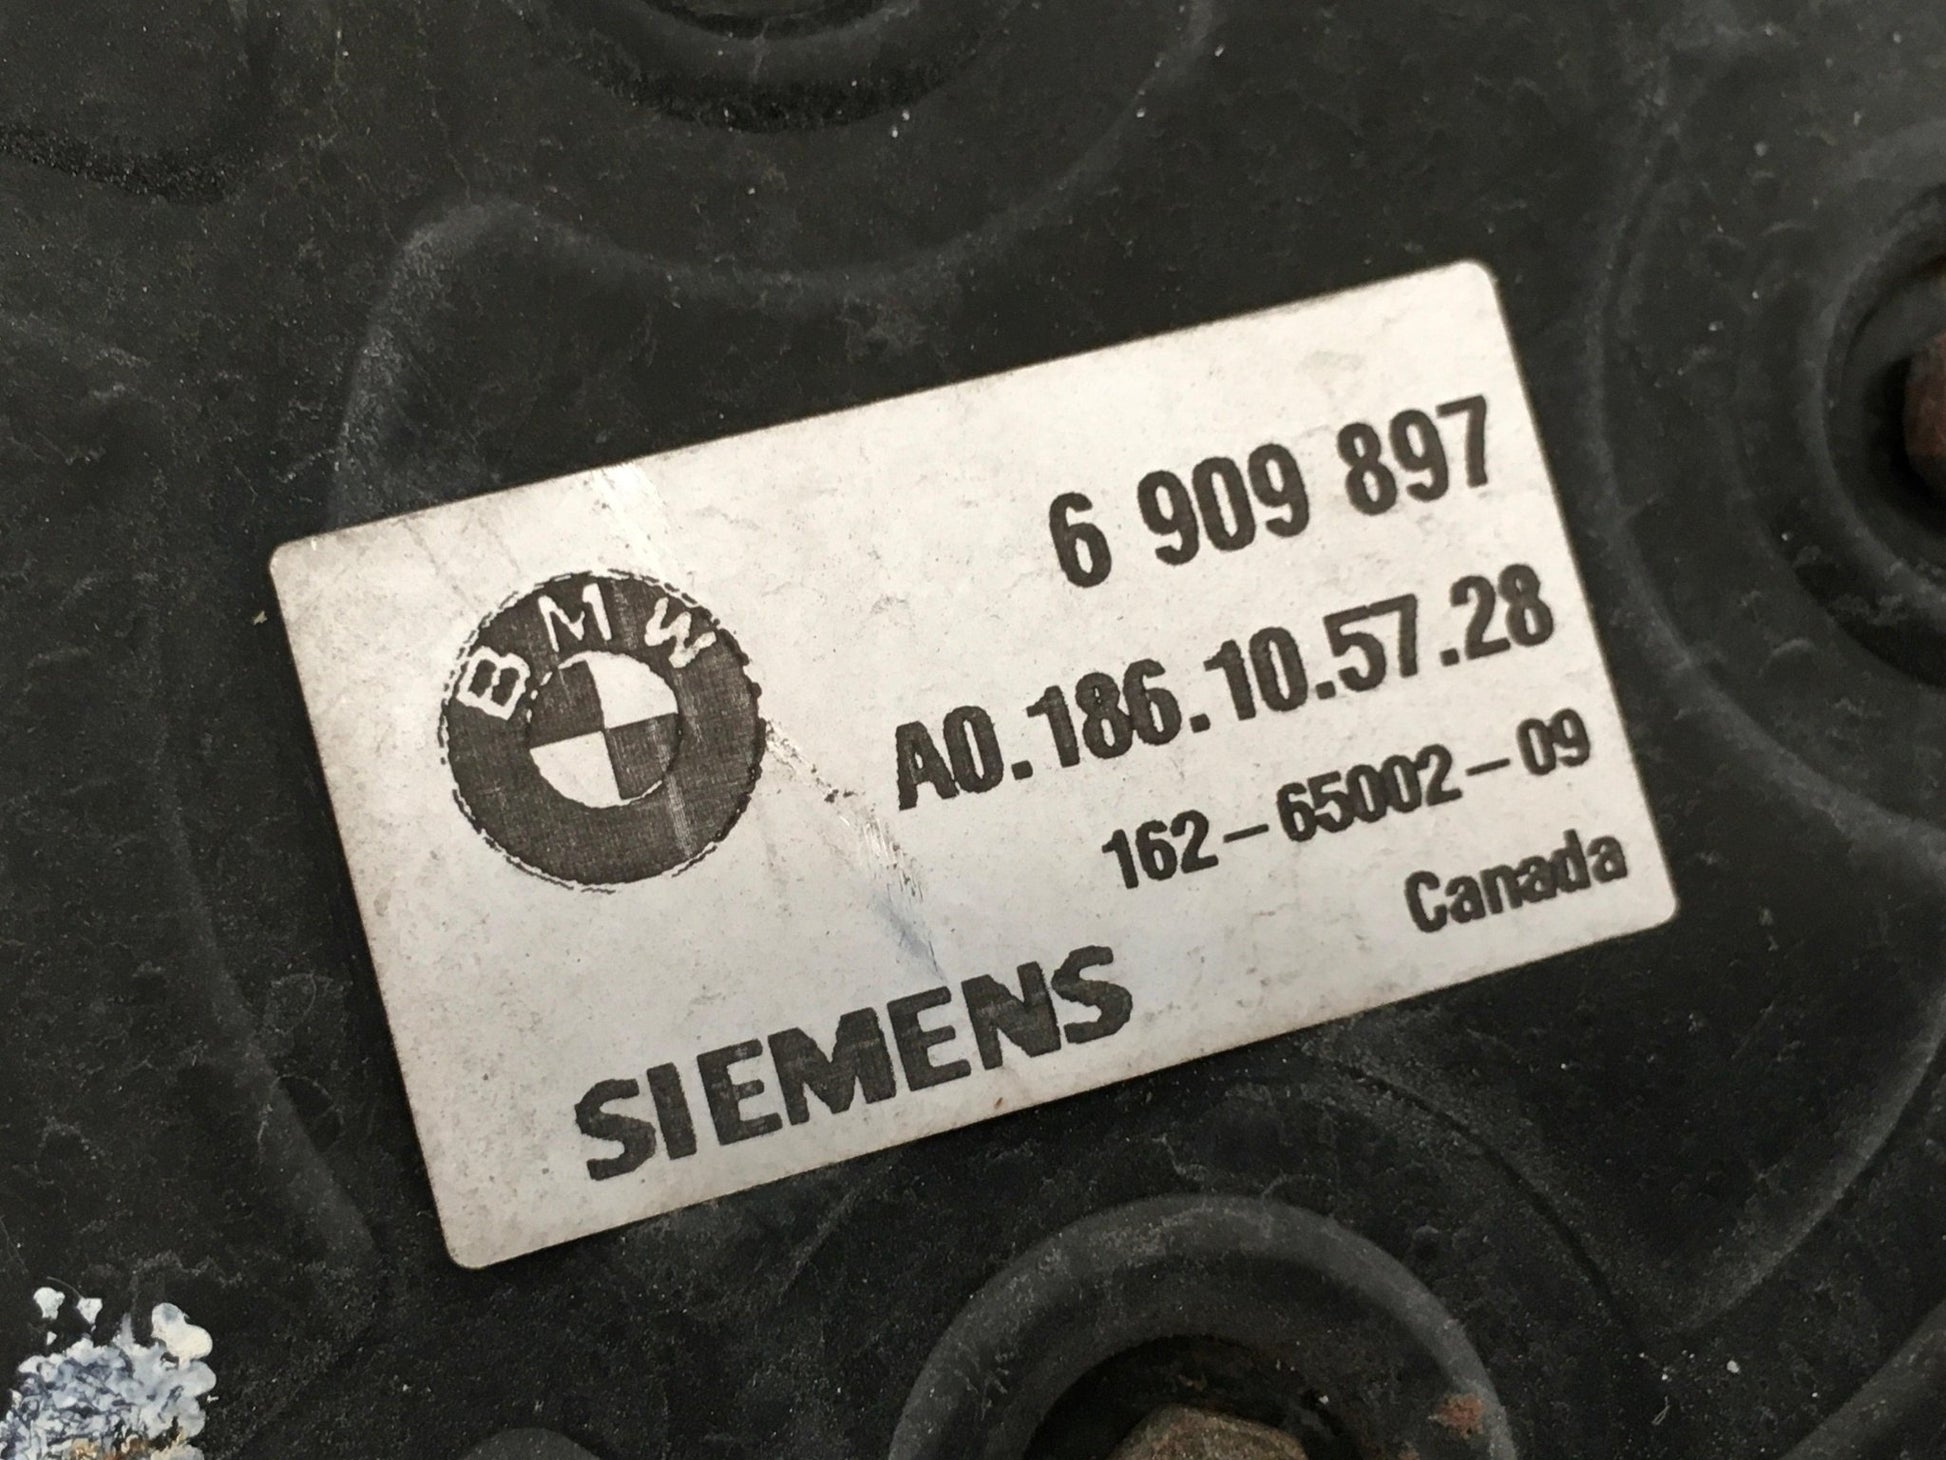 BMW
6 909 897
A0.186.10.57.28
162-65002-09
Canada
SIEMENS